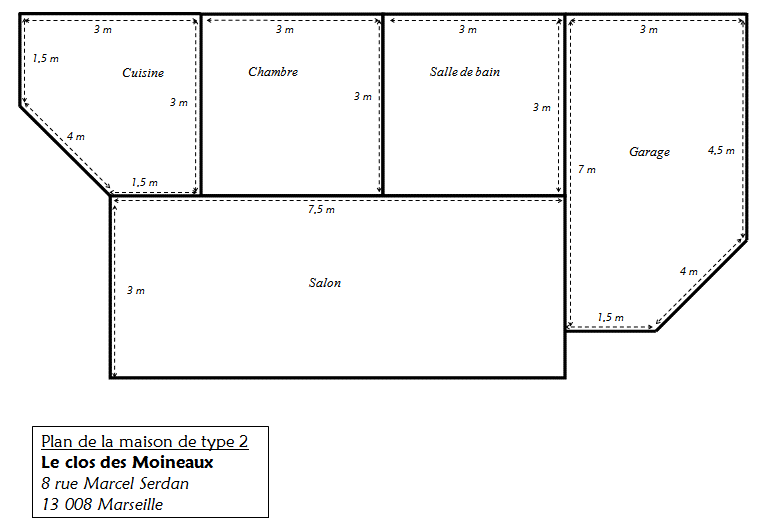 3 m
3 m
3 m
3 m
1,5 m
Cuisine
Chambre
Salle de bain
3 m
3 m
3 m
4 m
Garage
4,5 m
7 m
1,5 m
7,5 m
4 m
3 m
Salon
1,5 m
Plan de la maison de type 2
Le clos des Moineaux
8 rue Marcel Serdan
13 008 Marseille